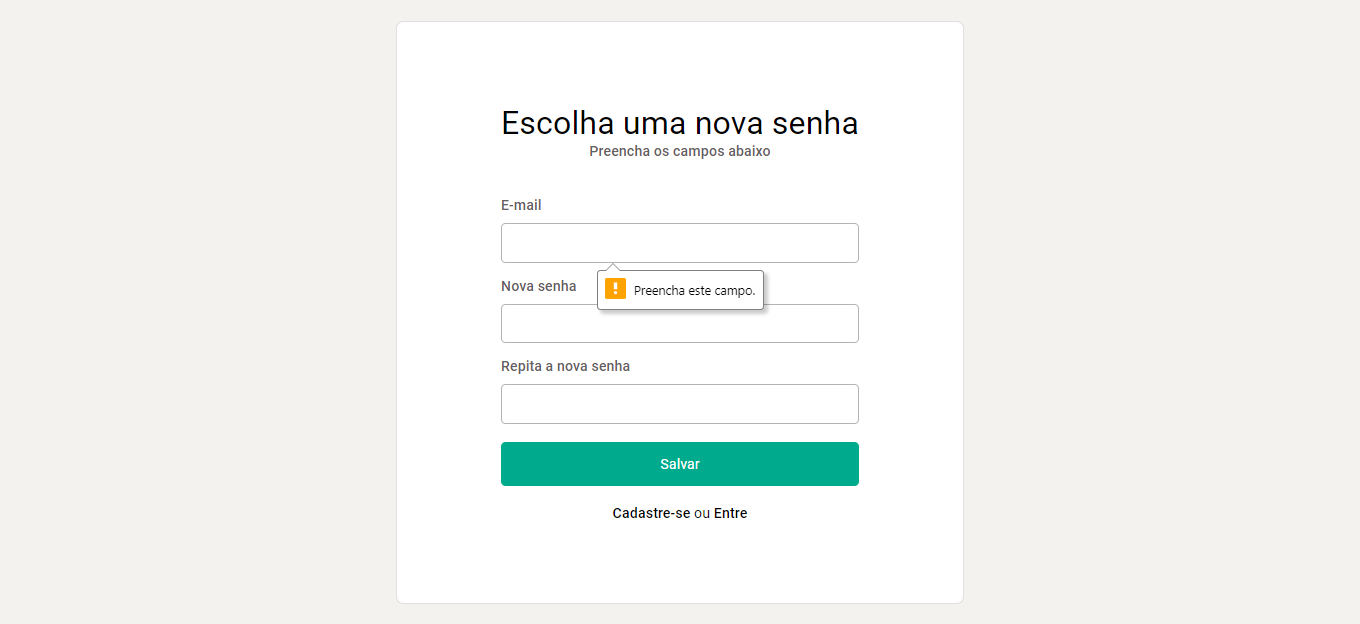 Escolha uma nova senha
Preencha os campos abaixo
E-mail
Preencha este campo.
Nova senha
Repita a nova senha
Salvar
Cadastre-se ou Entre